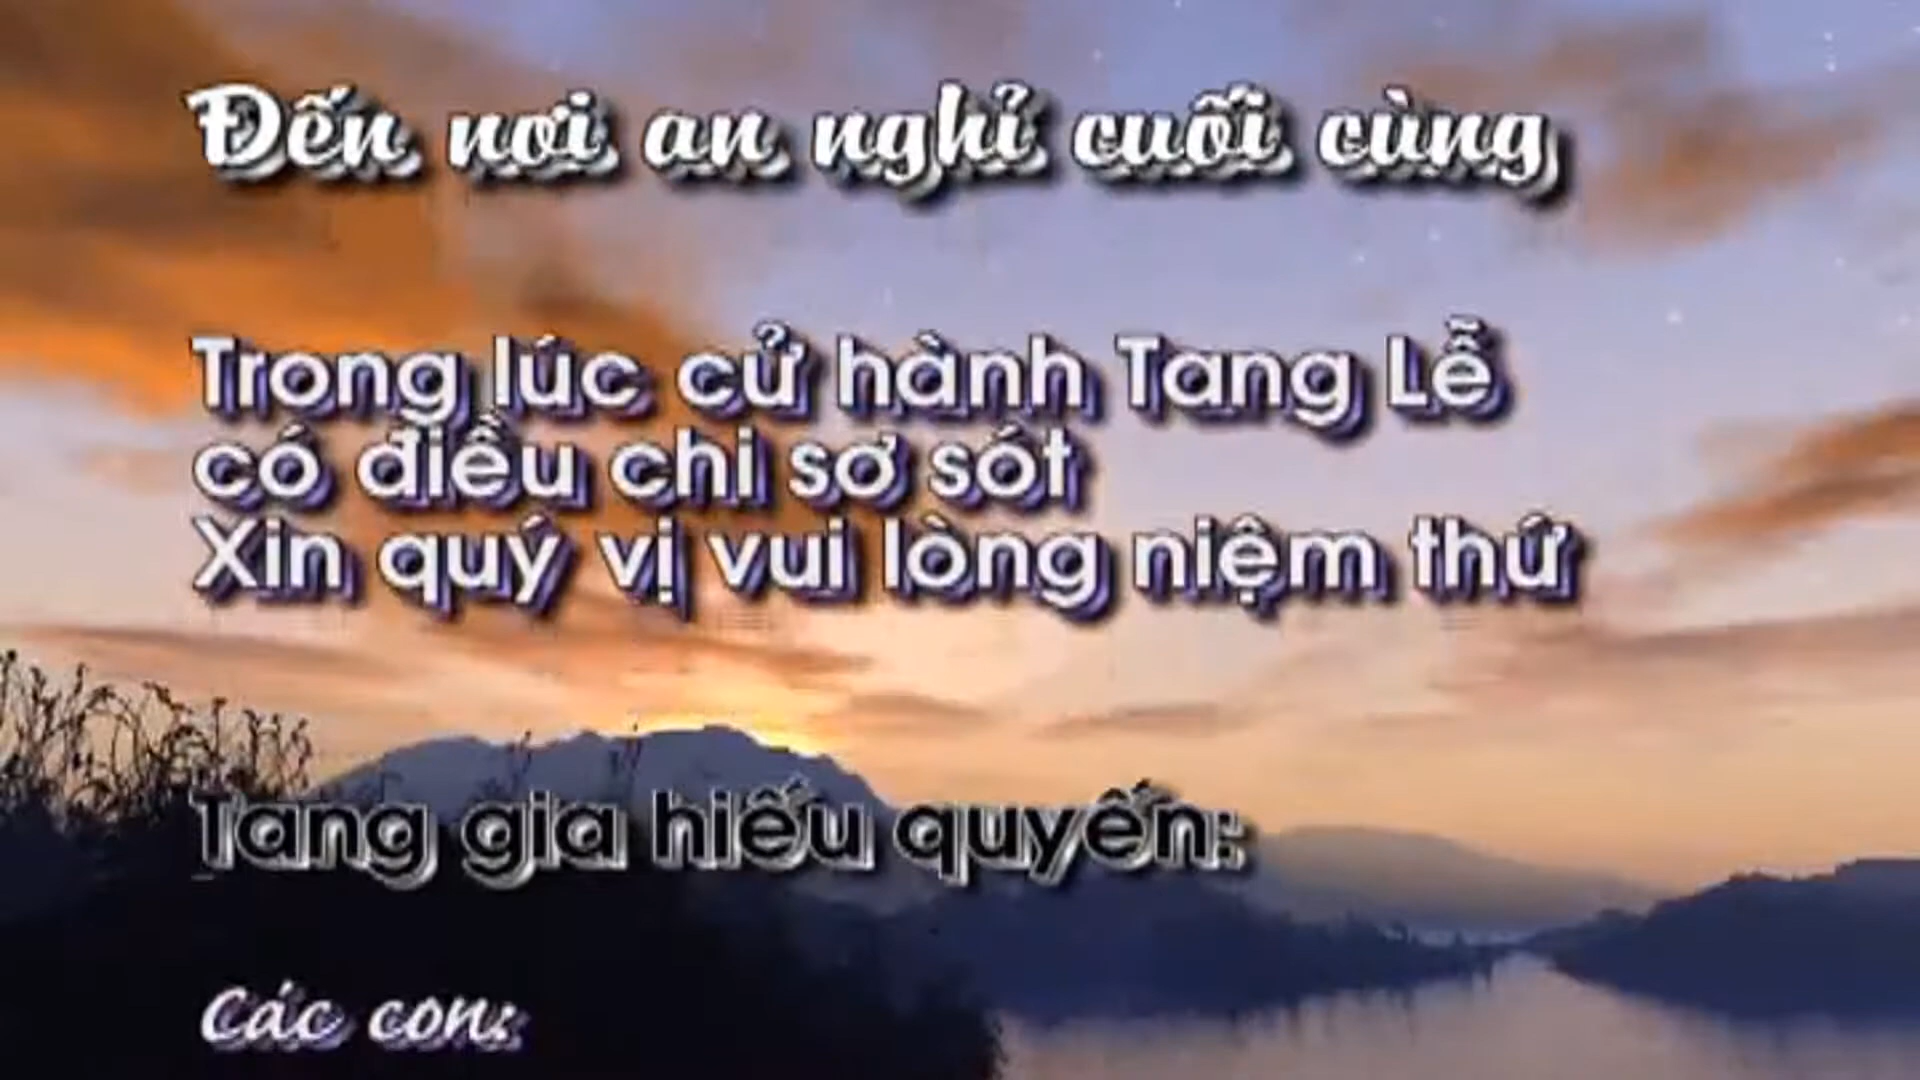 Đến nơi an nghỉ cuối cùng
Trong lúc cử hành Tang Lễ
có điều chi sơ sót
Xin quý vị vui lòng niệm thứ
Tang gia hiếu quyến:
Các con: